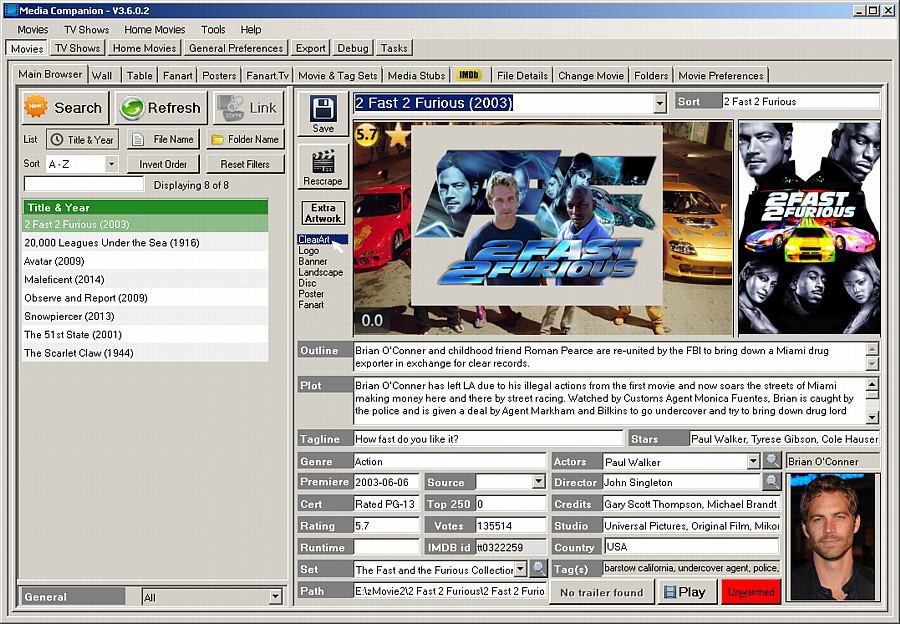 Media Companion - V3.6.0.2
Movies TV Shows Home Movies Tools Help
Movies TV Shows Home Movies General Preferences Export Debug Tasks
Main Browser Wall Table Fanart Posters Fanart.Tv Movie & Tag Sets Media Stubs IMDb File Details Change Movie Folders Movie Preferences
New! Search Refresh Link
List Title & Year File Name Folder Name
Sort A - Z Invert Order Reset Filters
Displaying 8 of 8
Title & Year
2 Fast 2 Furious (2003)
20,000 Leagues Under the Sea (1916)
Avatar (2009)
Maleficent (2014)
Observe and Report (2009)
Snowpiercer (2013)
The 51st State (2001)
The Scarlet Claw (1944)
General All
Save
Rescrape
Extra
Artwork
ClearArt
Logo
Banner
Landscape
Disc
Poster
Fanart
2 Fast 2 Furious (2003)
Sort 2 Fast 2 Furious
5.7
2FAST
2FURIOUS
0.0
2FAST
2FURIOUS
Outline Brian O'Conner and childhood friend Roman Pearce are re-united by the FBI to bring down a Miami drug
exporter in exchange for clear records.
Plot Brian O'Conner has left LA due to his illegal actions from the first movie and now soars the streets of Miami
making money here and there by street racing. Watched by Customs Agent Monica Fuentes, Brian is caught by
the police and is given a deal by Agent Markham and Bilkins to go undercover and try to bring down drug lord
Tagline How fast do you like it? Stars Paul Walker, Tyrese Gibson, Cole Hauser
Genre Action Actors Paul Walker Brian O'Conner
Premiere 2003-06-06 Source Director John Singleton
Cert Rated PG-13 Top 250 0 Credits Gary Scott Thompson, Michael Brandt
Rating 5.7 Votes 135514 Studio Universal Pictures, Original Film, Mikon
Runtime IMDB id tt0322259 Country USA
Set The Fast and the Furious Collection Tag(s) barstow california, undercover agent, police,
Path E:\zMovie2\2 Fast 2 Furious\2 Fast 2 Furio No trailer found Play Unwatched